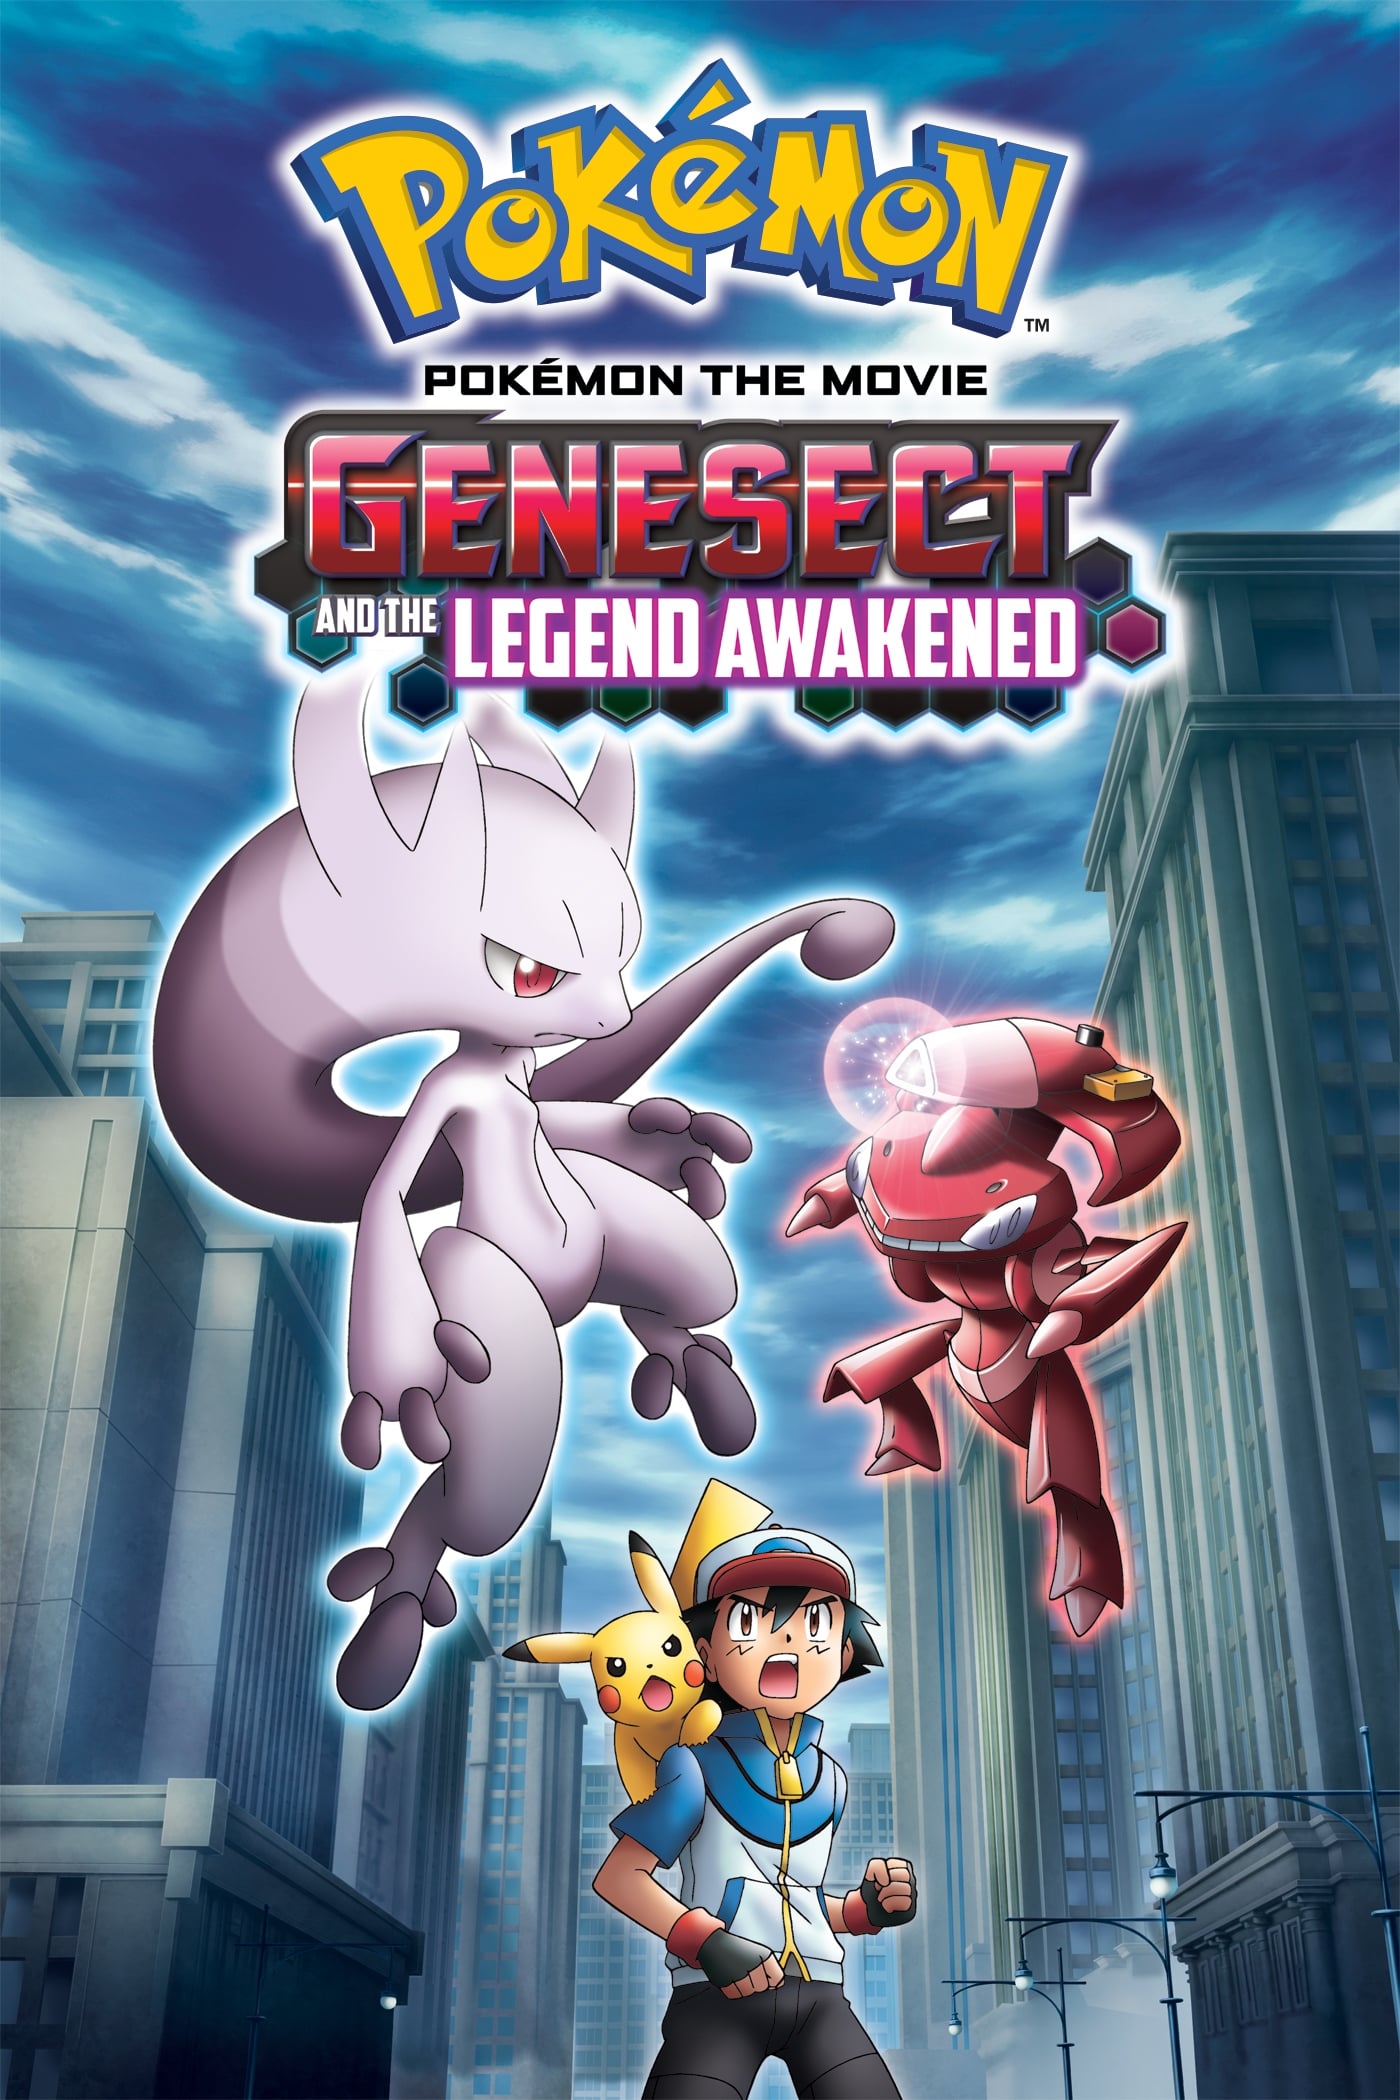 POKÉMON
TM
POKÉMON THE MOVIE
GENESECT
AND THE LEGEND AWAKENED